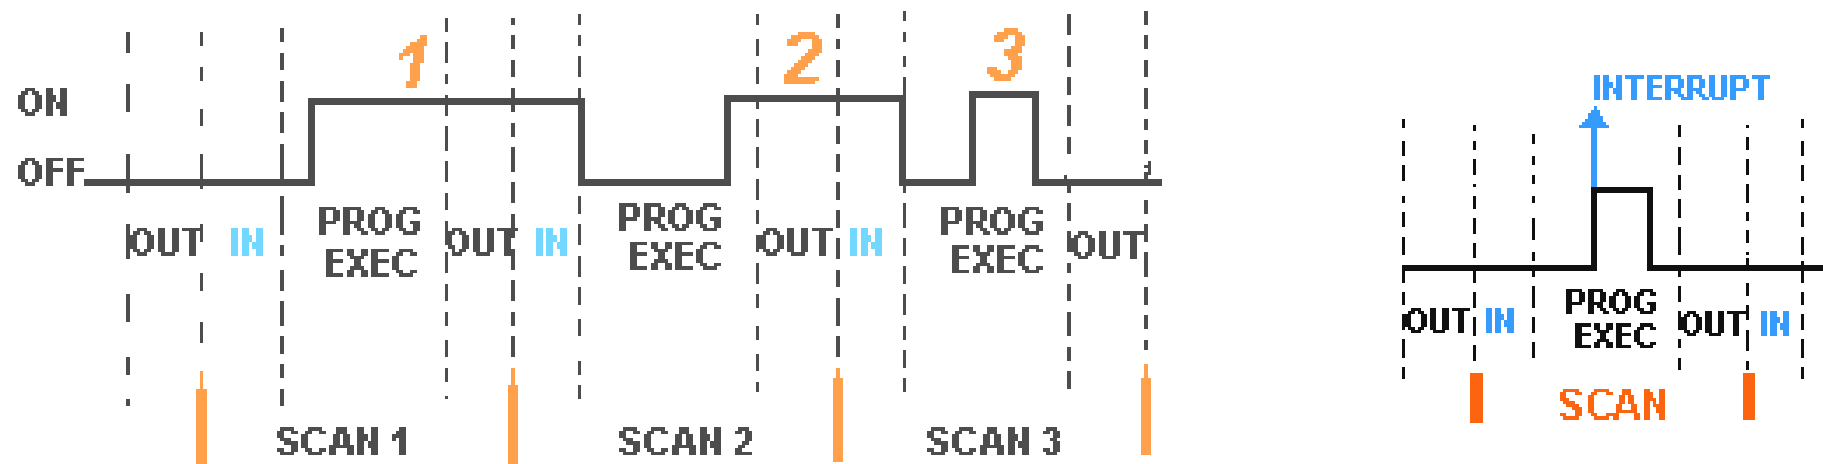 1 2 3
ON
OFF
OUT IN PROG EXEC OUT IN PROG EXEC OUT IN PROG EXEC OUT
SCAN 1 SCAN 2 SCAN 3
INTERRUPT
OUT IN PROG EXEC OUT IN
SCAN